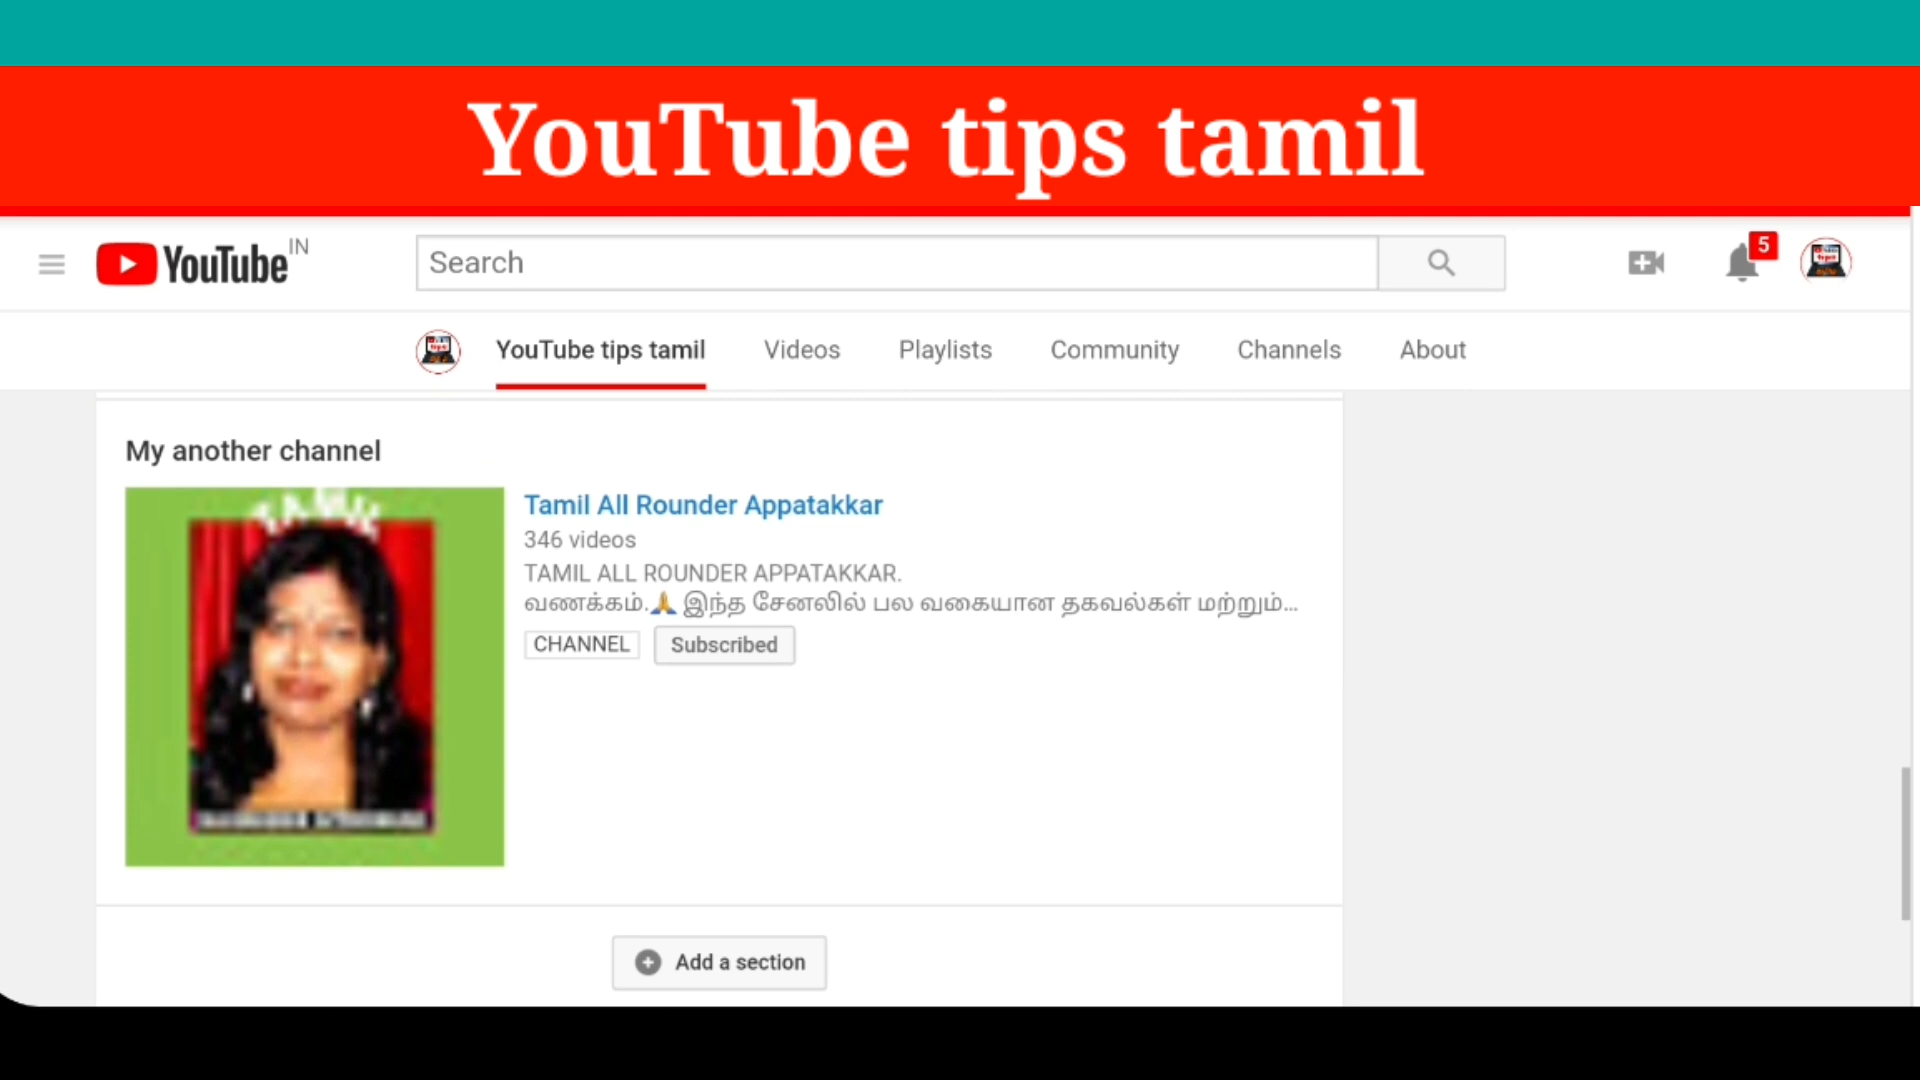 YouTube tips tamil
YouTube IN
Search
5
YouTube tips tamil Videos Playlists Community Channels About
My another channel
TAMIL
Tamil All Rounder Appatakkar
346 videos
TAMIL ALL ROUNDER APPATAKKAR.
வணக்கம்.🙏 இந்த சேனலில் பல வகையான தகவல்கள் மற்றும்...
CHANNEL Subscribed
Add a section